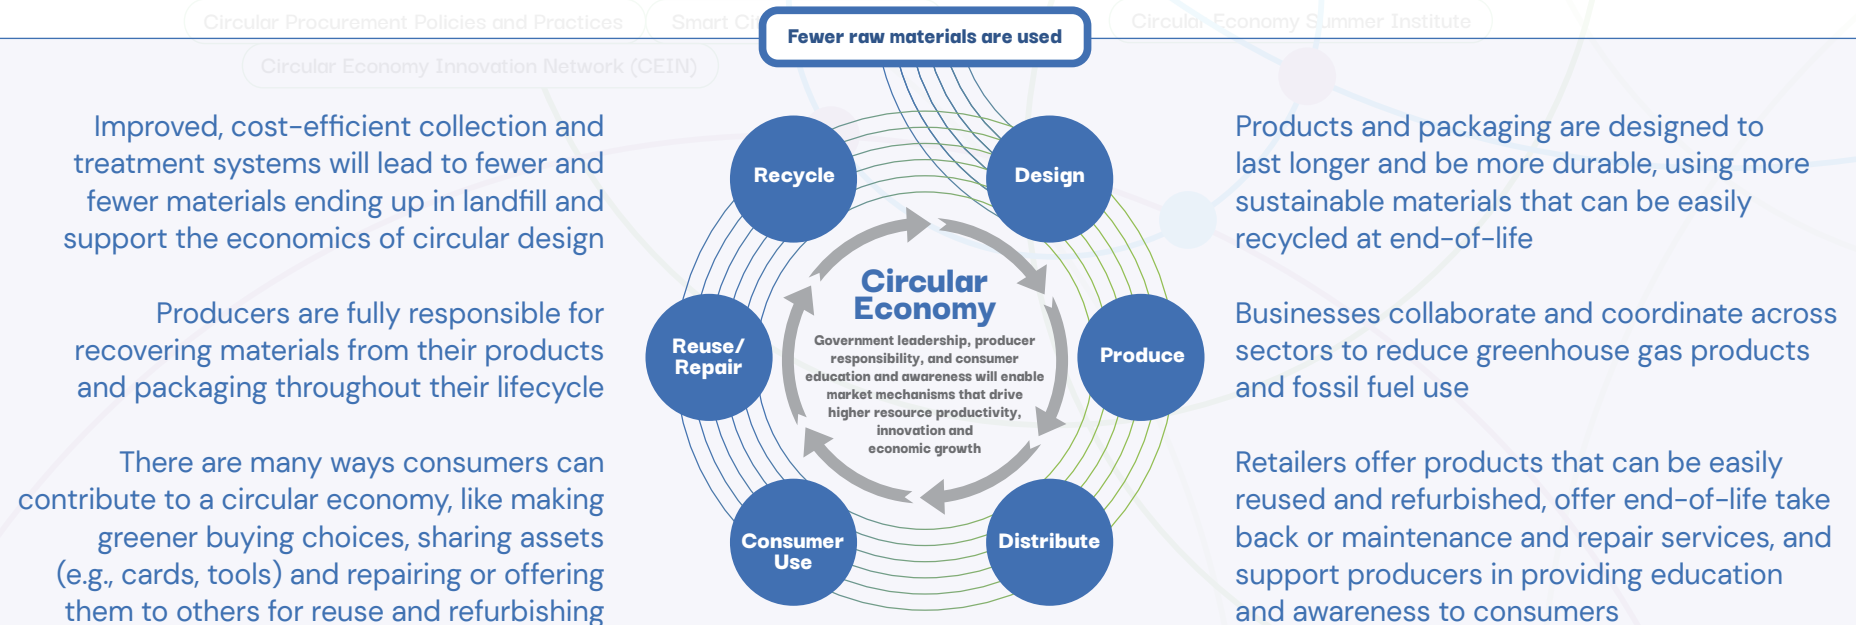 Circular Procurement Policies and Practices
Smart Ci
Circular Economy Summer Institute
Circular Economy Innovation Network (CEIN)
Fewer raw materials are used
Improved, cost-efficient collection and
treatment systems will lead to fewer and
fewer materials ending up in landfill and
support the economics of circular design
Producers are fully responsible for
recovering materials from their products
and packaging throughout their lifecycle
There are many ways consumers can
contribute to a circular economy, like making
greener buying choices, sharing assets
(e.g., cards, tools) and repairing or offering
them to others for reuse and refurbishing
Recycle
Design
Reuse/
Repair
Produce
Consumer
Use
Distribute
Circular
Economy
Government leadership, producer
responsibility, and consumer
education and awareness will enable
market mechanisms that drive
higher resource productivity,
innovation and
economic growth
Products and packaging are designed to
last longer and be more durable, using more
sustainable materials that can be easily
recycled at end-of-life
Businesses collaborate and coordinate across
sectors to reduce greenhouse gas products
and fossil fuel use
Retailers offer products that can be easily
reused and refurbished, offer end-of-life take
back or maintenance and repair services, and
support producers in providing education
and awareness to consumers